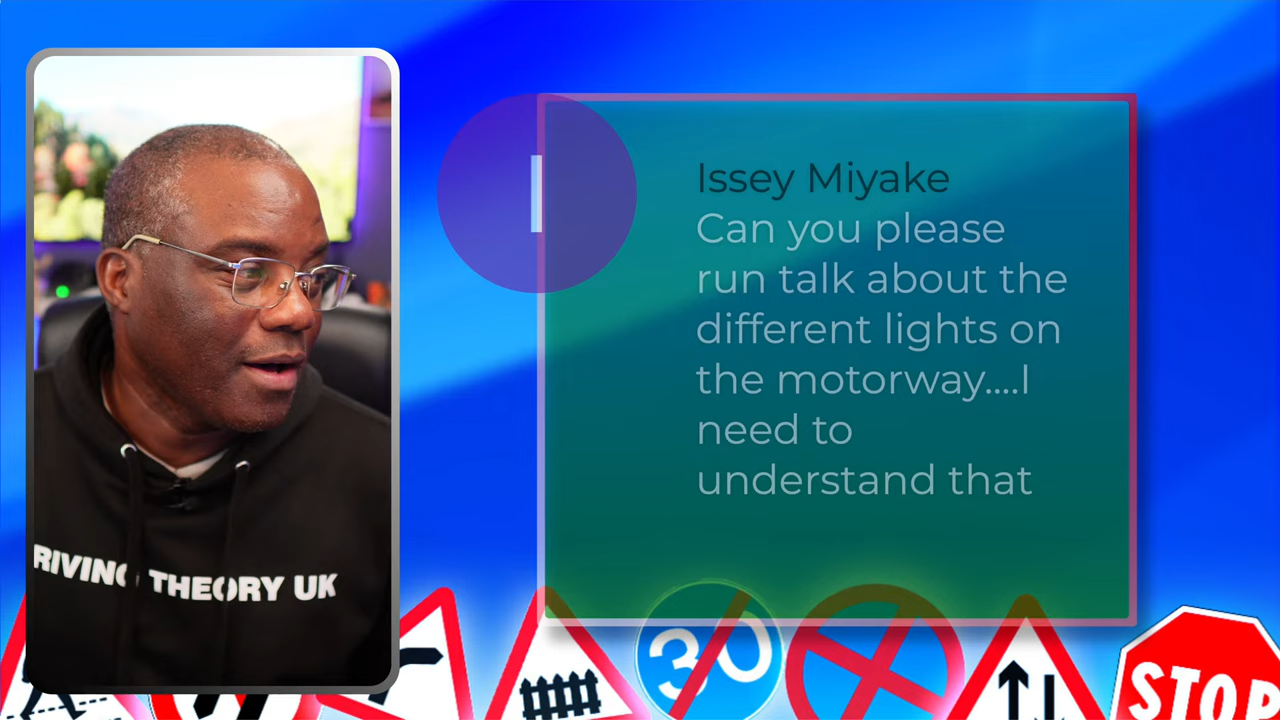 I
Issey Miyake
Can you please
run talk about the
different lights on
the motorway....I
need to
understand that
RIVING THEORY UK
30
STOP